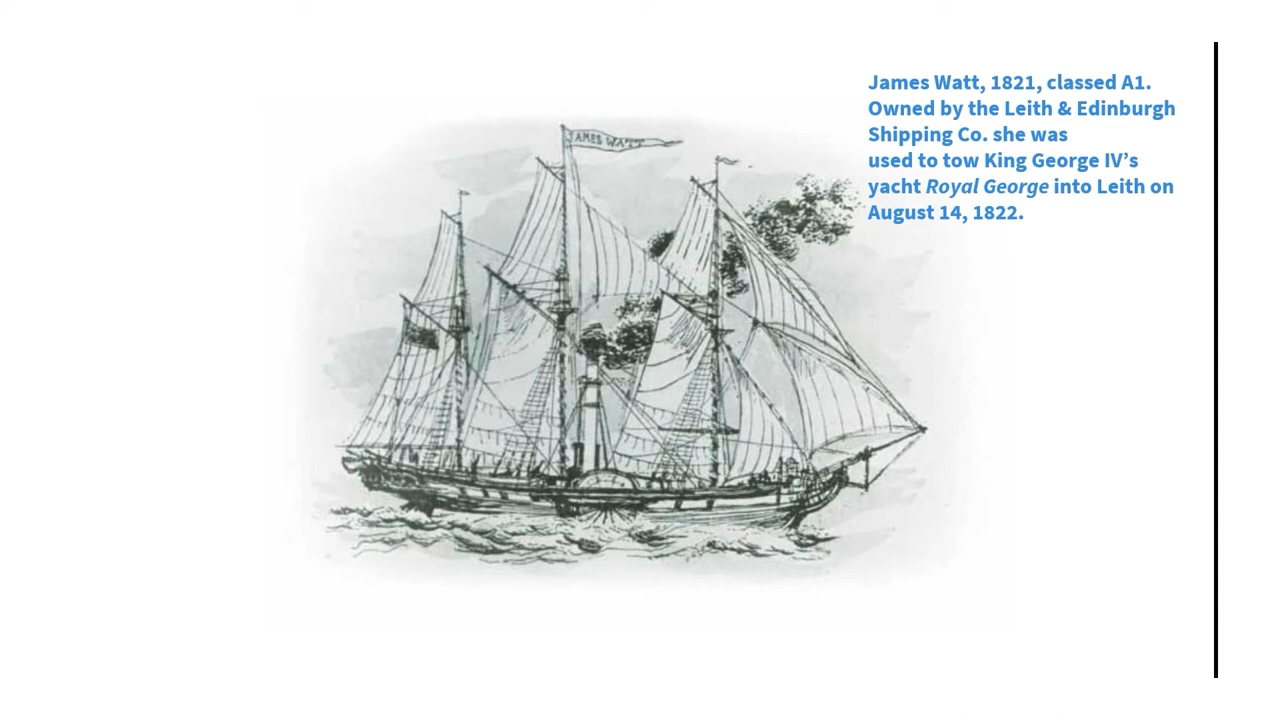 James Watt, 1821, classed A1.
Owned by the Leith & Edinburgh
Shipping Co. she was
used to tow King George IV’s
yacht Royal George into Leith on
August 14, 1822.
JAMES WATT